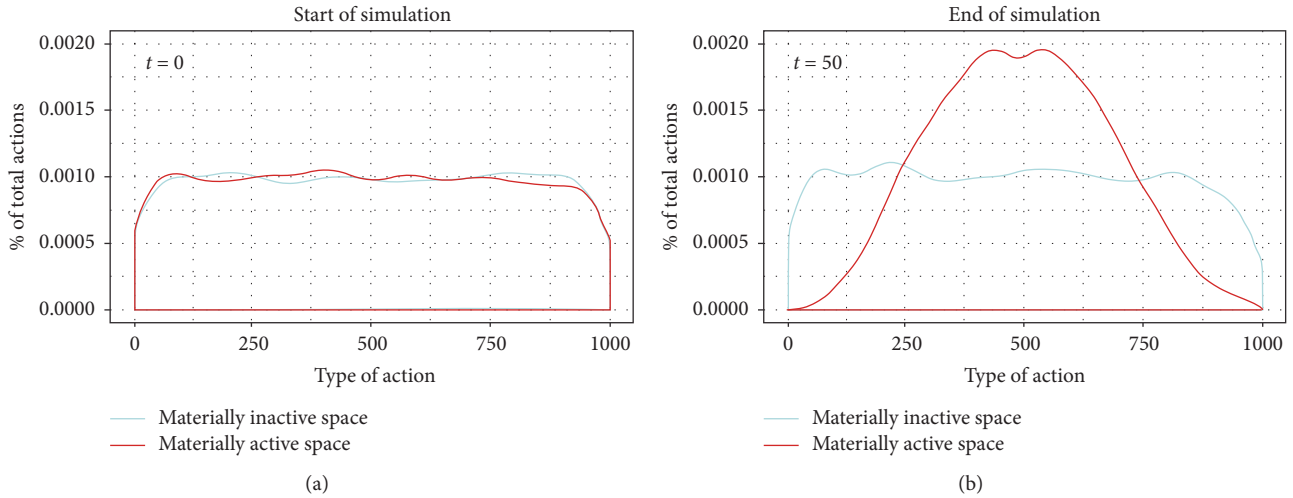 Start of simulation
0.0020
0.0015
0.0010
0.0005
0.0000
% of total actions
t = 0
0 250 500 750 1000
Type of action
Materially inactive space
Materially active space
(a)
End of simulation
0.0020
0.0015
0.0010
0.0005
0.0000
% of total actions
t = 50
0 250 500 750 1000
Type of action
Materially inactive space
Materially active space
(b)